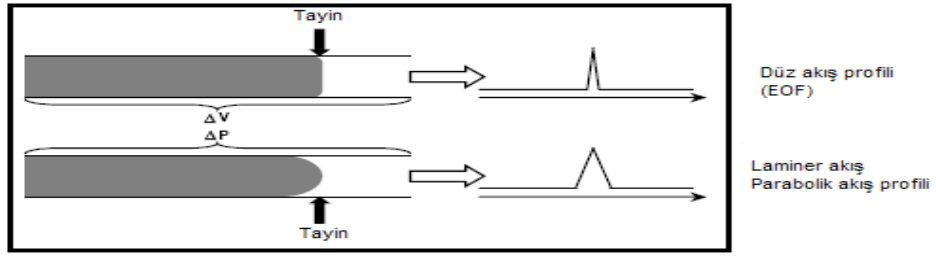 Tayin
Düz akış profili
(EOF)
ΔV
ΔP
Laminer akış
Parabolik akış profili
Tayin